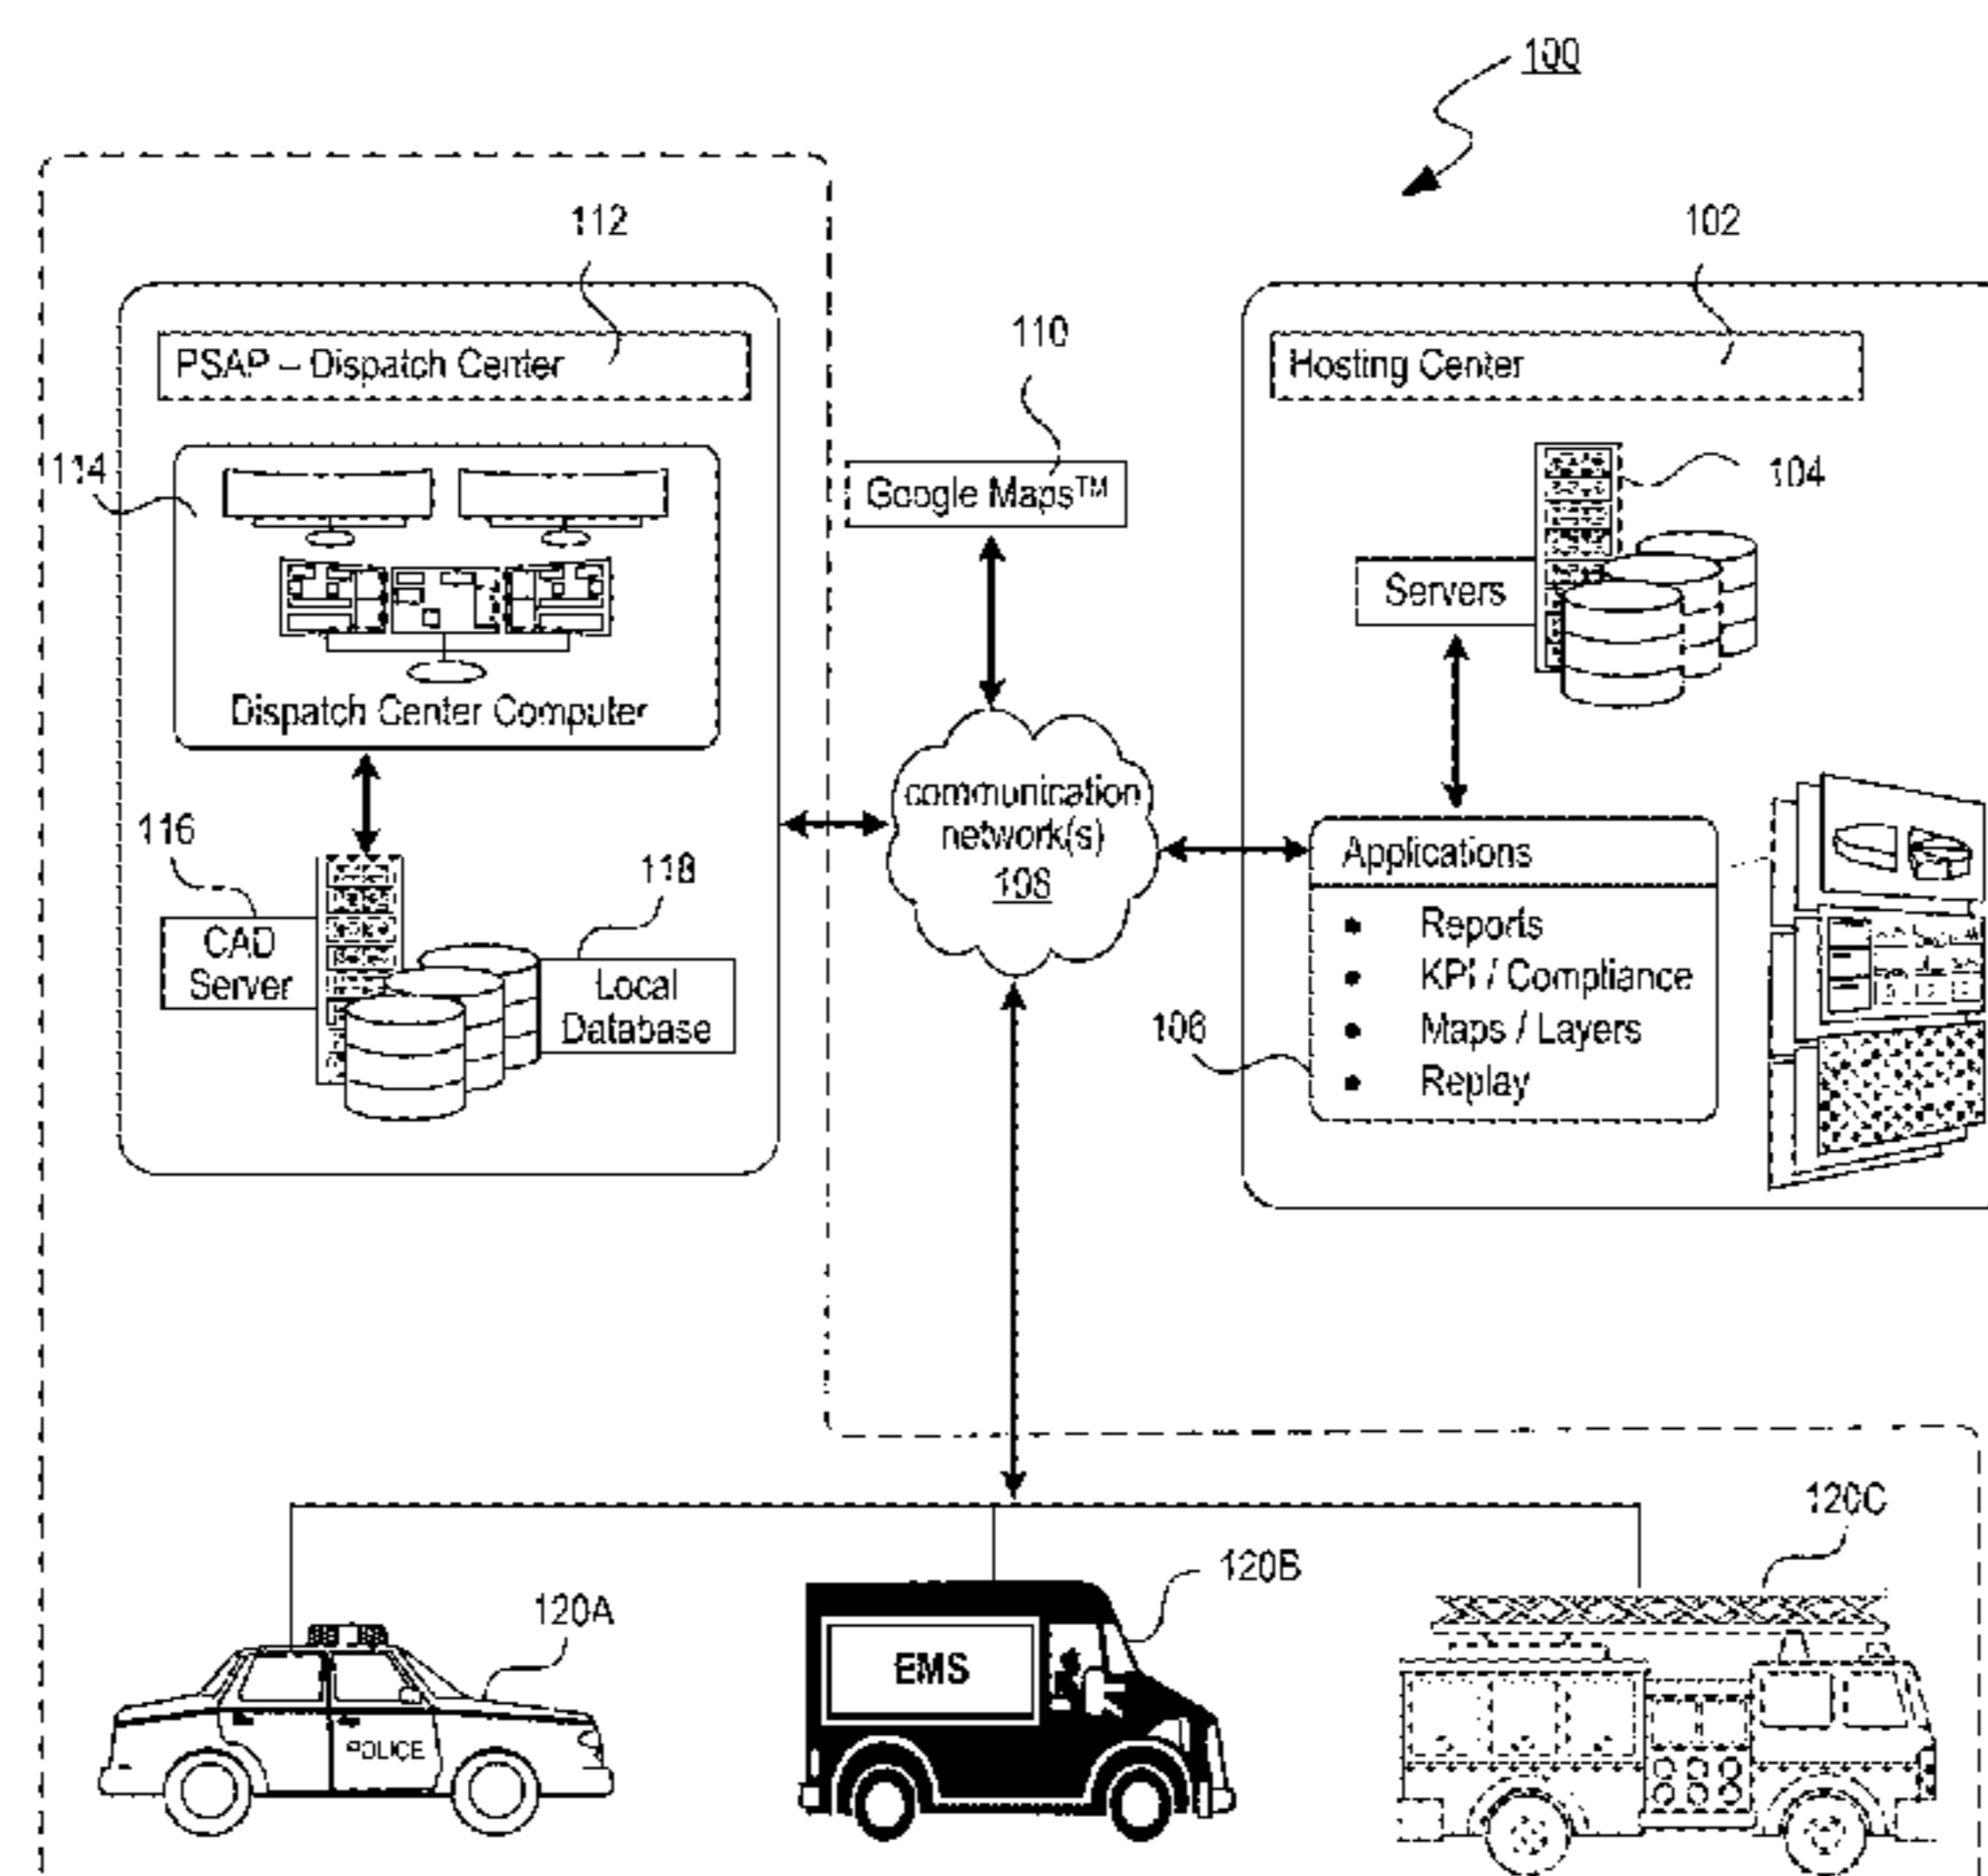 100
112
PSAP – Dispatch Center
114
Dispatch Center Computer
116
CAD
Server
118
Local
Database
110
Google Maps™
communication
network(s)
108
102
Hosting Center
104
Servers
Applications
• Reports
• KPI / Compliance
• Maps / Layers
• Replay
106
120A
POLICE
120B
EMS
120C